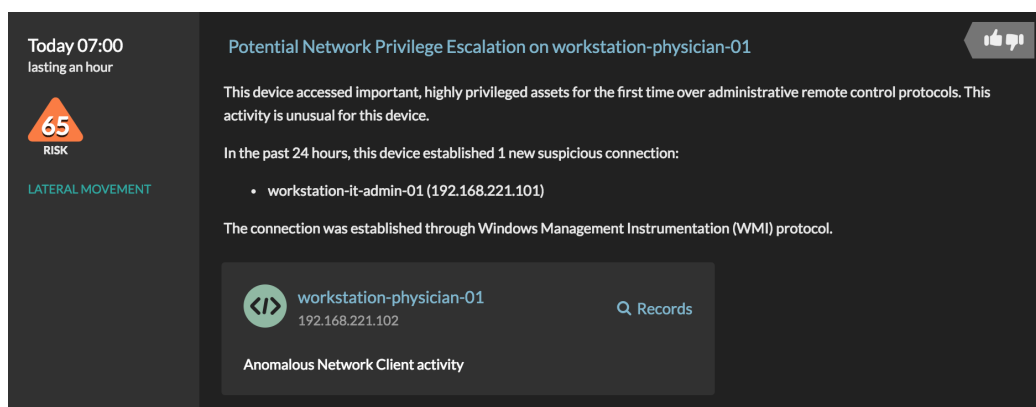 Today 07:00
lasting an hour
65
RISK
LATERAL MOVEMENT
Potential Network Privilege Escalation on workstation-physician-01
This device accessed important, highly privileged assets for the first time over administrative remote control protocols. This
activity is unusual for this device.
In the past 24 hours, this device established 1 new suspicious connection:
• workstation-it-admin-01 (192.168.221.101)
The connection was established through Windows Management Instrumentation (WMI) protocol.
</>
workstation-physician-01
192.168.221.102
Records
Anomalous Network Client activity